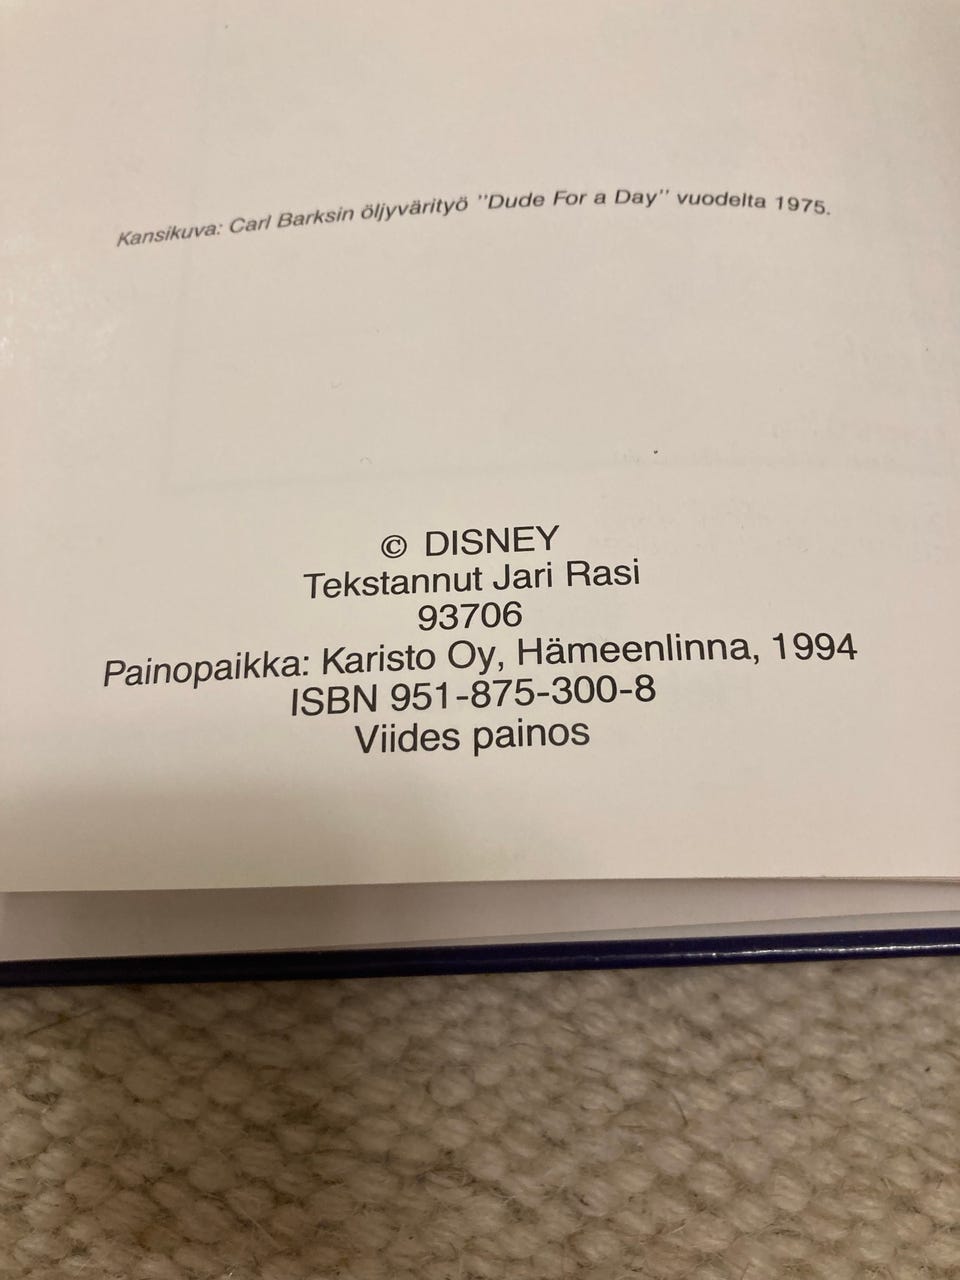 Kansikuva: Carl Barksin öljyvärityö "Dude For a Day" vuodelta 1975.
© DISNEY
Tekstannut Jari Rasi
93706
Painopaikka: Karisto Oy, Hämeenlinna, 1994
ISBN 951-875-300-8
Viides painos